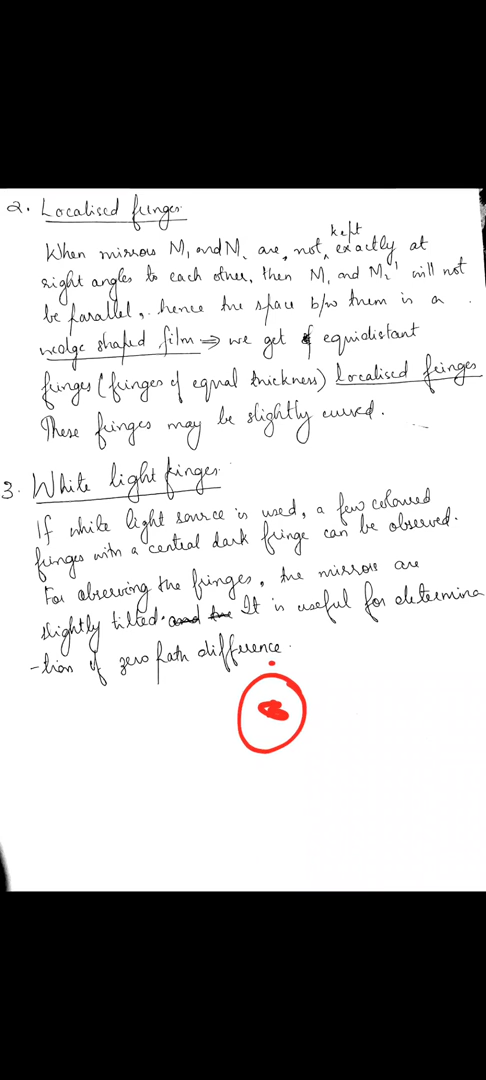 2. Localised fringes
When mirrors M₁ and M₂ are not kept exactly at
right angles to each other, then M₁ and M₂' will not
be parallel, hence the space b/w them is a
wedge shaped film ⇒ we get equidistant
fringes (fringes of equal thickness) Localised fringes
These fringes may be slightly curved.
3. White light fringes.
If white light source is used, a few coloured
fringes with a central dark fringe can be observed.
For observing the fringes, the mirrors are
slightly tilted. and the It is useful for determina
-tion of zero path difference.